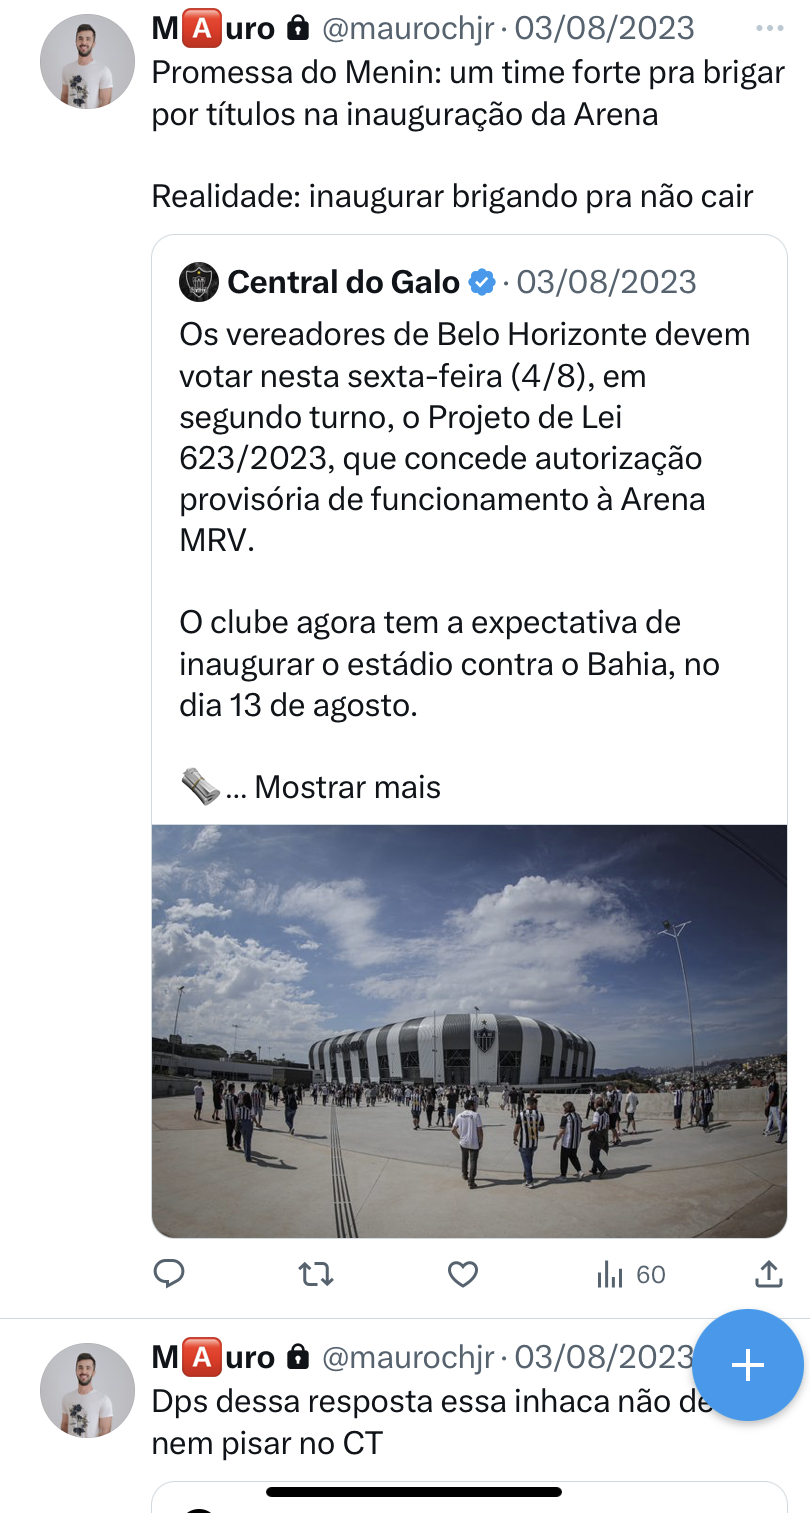 M🅰️uro 🔒 @maurochjr · 03/08/2023
Promessa do Menin: um time forte pra brigar
por títulos na inauguração da Arena
Realidade: inaugurar brigando pra não cair
Central do Galo · 03/08/2023
Os vereadores de Belo Horizonte devem
votar nesta sexta-feira (4/8), em
segundo turno, o Projeto de Lei
623/2023, que concede autorização
provisória de funcionamento à Arena
MRV.
O clube agora tem a expectativa de
inaugurar o estádio contra o Bahia, no
dia 13 de agosto.
🗞️... Mostrar mais
60
M🅰️uro 🔒 @maurochjr · 03/08/2023
Dps dessa resposta essa inhaca não
nem pisar no CT